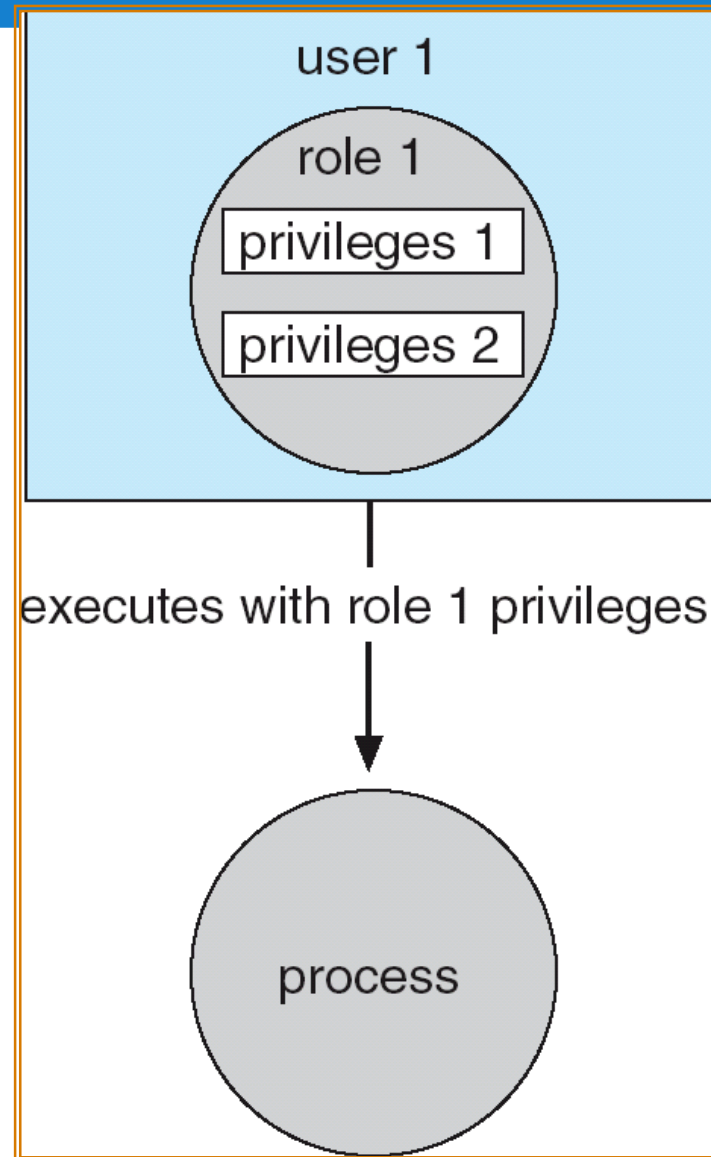 user 1
role 1
privileges 1
privileges 2
executes with role 1 privileges
process